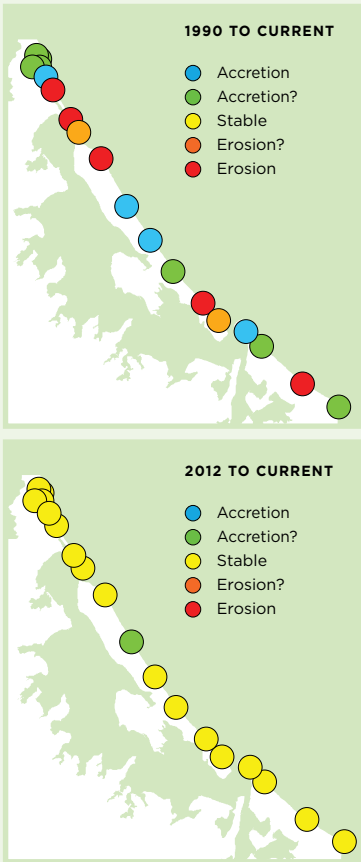 1990 TO CURRENT
Accretion
Accretion?
Stable
Erosion?
Erosion
2012 TO CURRENT
Accretion
Accretion?
Stable
Erosion?
Erosion